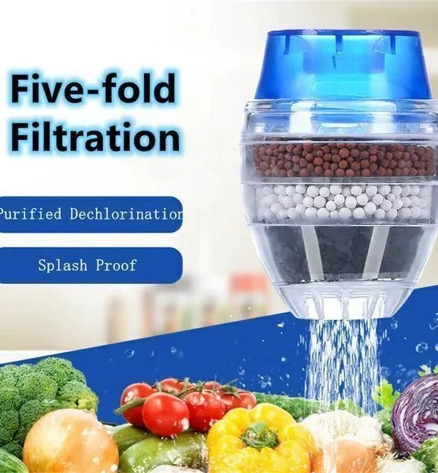 Five-fold
Filtration
Purified Dechlorination
Splash Proof